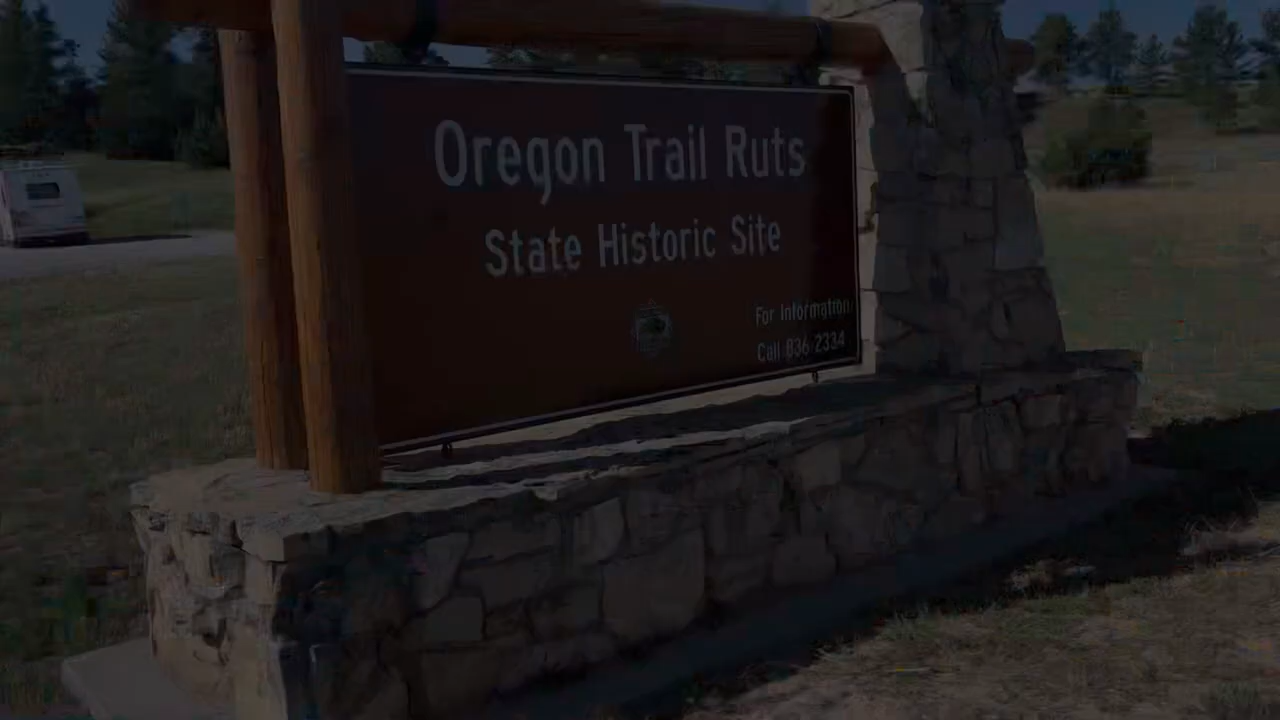 Oregon Trail Ruts
State Historic Site
For Information
Call 836 2334